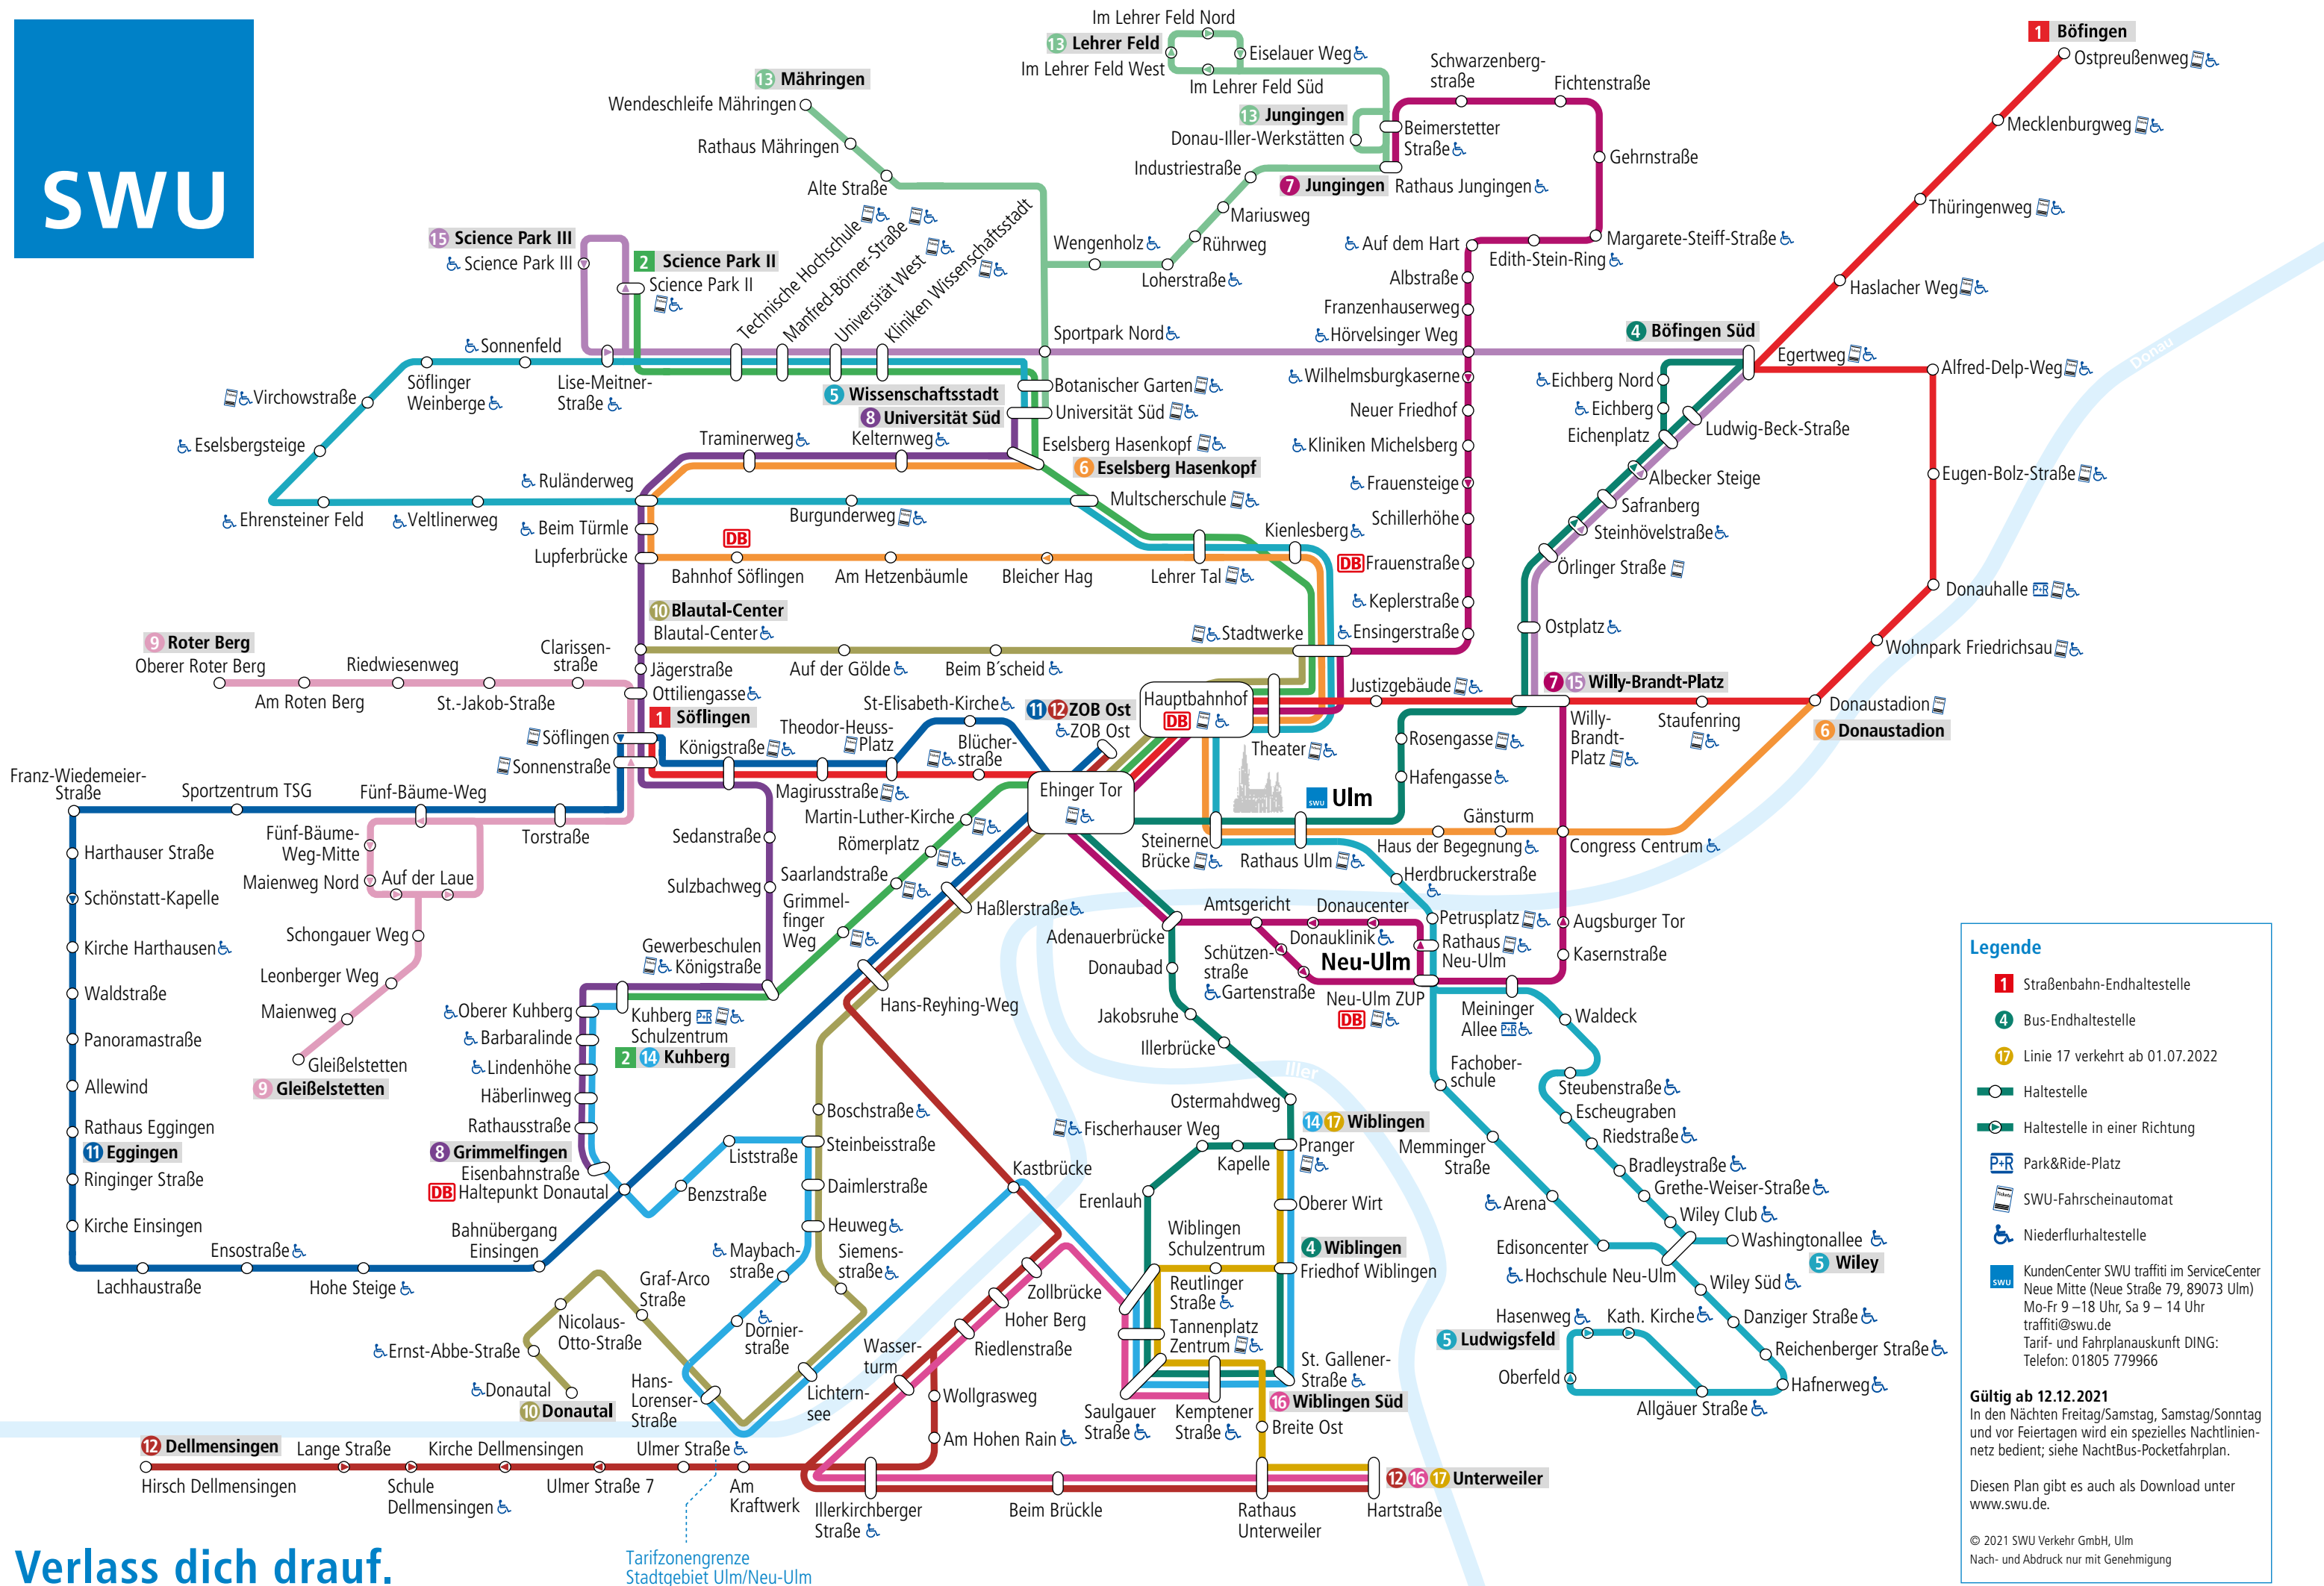 SWU
Im Lehrer Feld Nord
13 Lehrer Feld
Eiselauer Weg
Im Lehrer Feld West
Im Lehrer Feld Süd
13 Mähringen
Wendeschleife Mähringen
Rathaus Mähringen
Alte Straße
13 Jungingen
Donau-Iller-Werkstätten
Beimerstetter
Straße
Industriestraße
7 Jungingen
Rathaus Jungingen
Mariusweg
Rührweg
Wengenholz
Loherstraße
Schwarzenberg-
straße
Fichtenstraße
Gehrnstraße
Margarete-Steiff-Straße
Edith-Stein-Ring
Auf dem Hart
Albstraße
Franzenhauserweg
Hörvelsinger Weg
Wilhelmsburgkaserne
Neuer Friedhof
Kliniken Michelsberg
Frauensteige
Schillerhöhe
DB Frauenstraße
Keplerstraße
Ensingerstraße
1 Böfingen
Ostpreußenweg
Mecklenburgweg
Thüringenweg
Haslacher Weg
4 Böfingen Süd
Egertweg
Alfred-Delp-Weg
Eugen-Bolz-Straße
Donauhalle P+R
Wohnpark Friedrichsau
Donaustadion
6 Donaustadion
Donau
Eichberg Nord
Eichberg
Eichenplatz
Ludwig-Beck-Straße
Albecker Steige
Safranberg
Steinhövelstraße
Örlinger Straße
Ostplatz
7 15 Willy-Brandt-Platz
Willy-
Brandt-
Platz
Staufenring
15 Science Park III
Science Park III
2 Science Park II
Science Park II
Technische Hochschule
Manfred-Börner-Straße
Universität West
Kliniken Wissenschaftsstadt
Sportpark Nord
Sonnenfeld
Söflinger
Weinberge
Lise-Meitner-
Straße
Virchowstraße
Eselsbergsteige
Ehrensteiner Feld
Veltlinerweg
5 Wissenschaftsstadt
8 Universität Süd
Botanischer Garten
Universität Süd
Eselsberg Hasenkopf
6 Eselsberg Hasenkopf
Traminerweg
Kelternweg
Ruländerweg
Multscherschule
Burgunderweg
Beim Türmle
Lupferbrücke
DB
Bahnhof Söflingen
Am Hetzenbäumle
Bleicher Hag
Lehrer Tal
Kienlesberg
10 Blautal-Center
Blautal-Center
Auf der Gölde
Beim B´scheid
Stadtwerke
9 Roter Berg
Oberer Roter Berg
Am Roten Berg
Riedwiesenweg
St.-Jakob-Straße
Clarissen-
straße
Jägerstraße
Ottiliengasse
1 Söflingen
Söflingen
Sonnenstraße
Königstraße
Theodor-Heuss-
Platz
Magirusstraße
St-Elisabeth-Kirche
Blücher-
straße
11 12 ZOB Ost
ZOB Ost
Hauptbahnhof
DB
Theater
Justizgebäude
Rosengasse
Hafengasse
SWU Ulm
Ehinger Tor
Steinerne
Brücke
Rathaus Ulm
Gänsturm
Haus der Begegnung
Congress Centrum
Herdbruckerstraße
Augsburger Tor
Kasernstraße
Franz-Wiedemeier-
Straße
Sportzentrum TSG
Fünf-Bäume-Weg
Torstraße
Fünf-Bäume-
Weg-Mitte
Maienweg Nord
Auf der Laue
Schongauer Weg
Leonberger Weg
Maienweg
Gleißelstetten
9 Gleißelstetten
Harthauser Straße
Schönstatt-Kapelle
Kirche Harthausen
Waldstraße
Panoramastraße
Allewind
Rathaus Eggingen
11 Eggingen
Ringinger Straße
Kirche Einsingen
Lachhaustraße
Ensostraße
Hohe Steige
Bahnübergang
Einsingen
Martin-Luther-Kirche
Römerplatz
Saarlandstraße
Grimmel-
finger
Weg
Sedanstraße
Sulzbachweg
Gewerbeschulen
Königstraße
Haßlerstraße
Hans-Reyhing-Weg
Kuhberg P+R
Schulzentrum
2 14 Kuhberg
Oberer Kuhberg
Barbaralinde
Lindenhöhe
Häberlinweg
Rathausstraße
8 Grimmelfingen
Eisenbahnstraße
DB Haltepunkt Donautal
Liststraße
Benzstraße
Boschstraße
Steinbeisstraße
Daimlerstraße
Heuweg
Siemens-
straße
Maybach-
straße
Dornier-
straße
Graf-Arco
Straße
Nicolaus-
Otto-Straße
Ernst-Abbe-Straße
Donautal
10 Donautal
Hans-
Lorenser-
Straße
Lichtern-
see
Adenauerbrücke
Donaubad
Jakobsruhe
Illerbrücke
Ostermahdweg
Iller
Amtsgericht
Donaucenter
Donauklinik
Schützen-
straße
Gartenstraße
Neu-Ulm
Petrusplatz
Rathaus
Neu-Ulm
Neu-Ulm ZUP
DB
Meininger
Allee P+R
Waldeck
Steubenstraße
Escheugraben
Riedstraße
Bradleystraße
Grethe-Weiser-Straße
Wiley Club
Washingtonallee
5 Wiley
Fachober-
schule
Memminger
Straße
Arena
Edisoncenter
Hochschule Neu-Ulm
Wiley Süd
Danziger Straße
Reichenberger Straße
Hafnerweg
Allgäuer Straße
Oberfeld
5 Ludwigsfeld
Hasenweg
Kath. Kirche
14 17 Wiblingen
Pranger
Fischerhauser Weg
Kapelle
Erenlauh
Oberer Wirt
Wiblingen
Schulzentrum
4 Wiblingen
Friedhof Wiblingen
Reutlinger
Straße
Tannenplatz
Zentrum
St. Gallener-
Straße
16 Wiblingen Süd
Saulgauer
Straße
Kemptener
Straße
Breite Ost
Kastbrücke
Zollbrücke
Hoher Berg
Riedlenstraße
Wasser-
turm
Wollgrasweg
Am Hohen Rain
12 Dellmensingen
Hirsch Dellmensingen
Lange Straße
Schule
Dellmensingen
Kirche Dellmensingen
Ulmer Straße 7
Ulmer Straße
Am
Kraftwerk
Illerkirchberger
Straße
Beim Brückle
Rathaus
Unterweiler
Hartstraße
12 16 17 Unterweiler
Tarifzonengrenze
Stadtgebiet Ulm/Neu-Ulm
Verlass dich drauf.
Legende
1 Straßenbahn-Endhaltestelle
4 Bus-Endhaltestelle
17 Linie 17 verkehrt ab 01.07.2022
Haltestelle
Haltestelle in einer Richtung
P+R Park&Ride-Platz
SWU-Fahrscheinautomat
Niederflurhaltestelle
SWU KundenCenter SWU traffiti im ServiceCenter
Neue Mitte (Neue Straße 79, 89073 Ulm)
Mo-Fr 9 –18 Uhr, Sa 9 – 14 Uhr
traffiti@swu.de
Tarif- und Fahrplanauskunft DING:
Telefon: 01805 779966
Gültig ab 12.12.2021
In den Nächten Freitag/Samstag, Samstag/Sonntag
und vor Feiertagen wird ein spezielles Nachtlinien-
netz bedient; siehe NachtBus-Pocketfahrplan.
Diesen Plan gibt es auch als Download unter
www.swu.de.
© 2021 SWU Verkehr GmbH, Ulm
Nach- und Abdruck nur mit Genehmigung